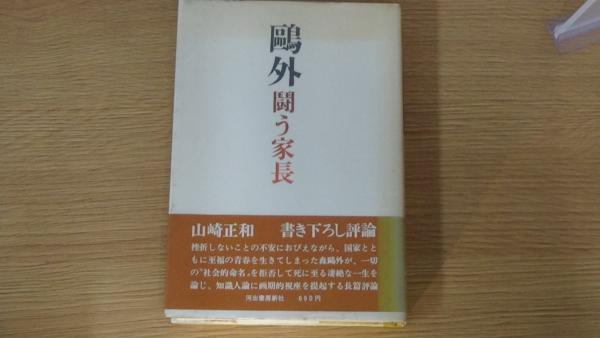 鷗外
闘う家長
山崎正和 書き下ろし評論
挫折しないことの不安におびえながら、国家とと
もに至福の青春を生きてしまった森鷗外が、一切
の〝社会的命名〟を拒否して死に至る凄絶な一生を
論じ、知識人論に画期的視座を提起する長篇評論
河出書房新社 690円